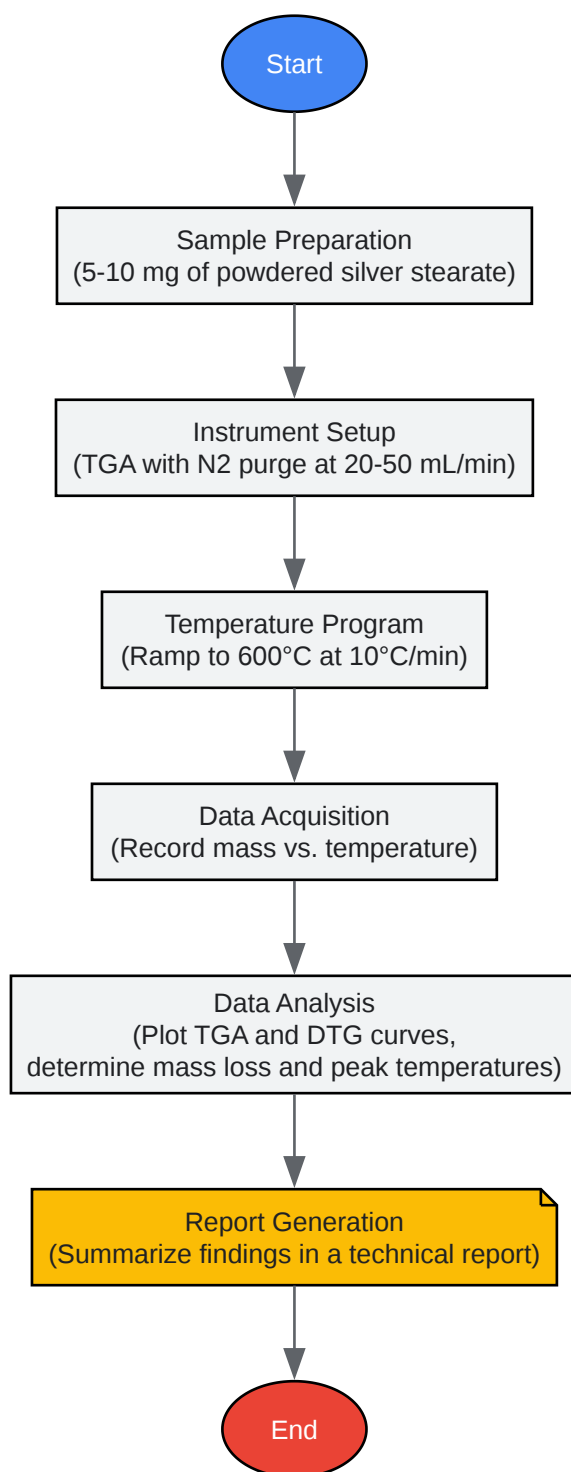 Start
Sample Preparation
(5-10 mg of powdered silver stearate)
Instrument Setup
(TGA with N2 purge at 20-50 mL/min)
Temperature Program
(Ramp to 600°C at 10°C/min)
Data Acquisition
(Record mass vs. temperature)
Data Analysis
(Plot TGA and DTG curves,
determine mass loss and peak temperatures)
Report Generation
(Summarize findings in a technical report)
End